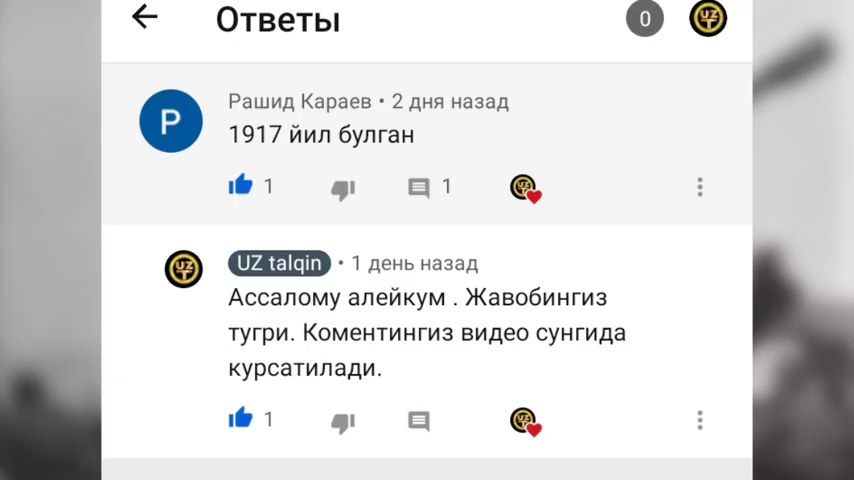 Ответы
0
UZ
T
Рашид Караев • 2 дня назад
Р
1917 йил булган
1
1
UZ talqin • 1 день назад
Ассалому алейкум . Жавобингиз
тугри. Коментингиз видео сунгида
курсатилади.
1